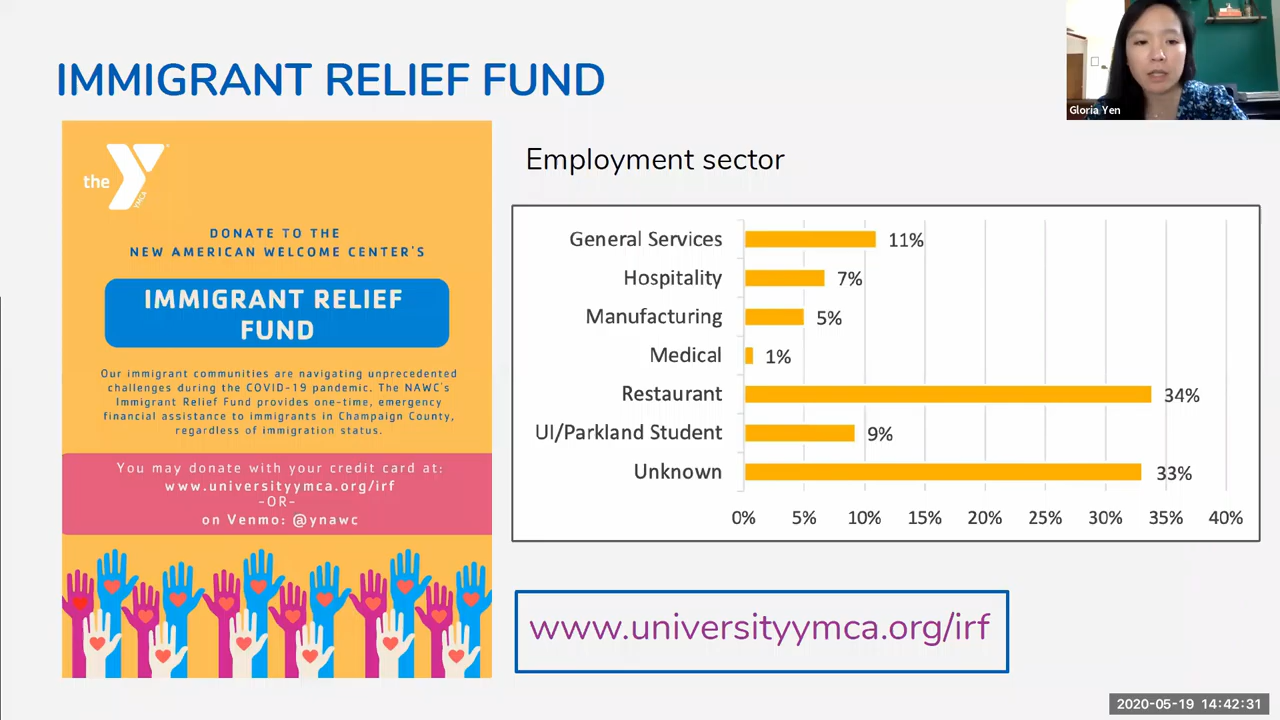 IMMIGRANT RELIEF FUND
Gloria Yen
the
YMCA
DONATE TO THE
NEW AMERICAN WELCOME CENTER'S
IMMIGRANT RELIEF
FUND
Our immigrant communities are navigating unprecedented
challenges during the COVID-19 pandemic. The NAWC's
Immigrant Relief Fund provides one-time, emergency
financial assistance to immigrants in Champaign County,
regardless of immigration status.
You may donate with your credit card at:
www.universityymca.org/irf
-OR-
on Venmo: @ynawc
Employment sector
General Services 11%
Hospitality 7%
Manufacturing 5%
Medical 1%
Restaurant 34%
UI/Parkland Student 9%
Unknown 33%
0% 5% 10% 15% 20% 25% 30% 35% 40%
www.universityymca.org/irf
2020-05-19 14:42:31